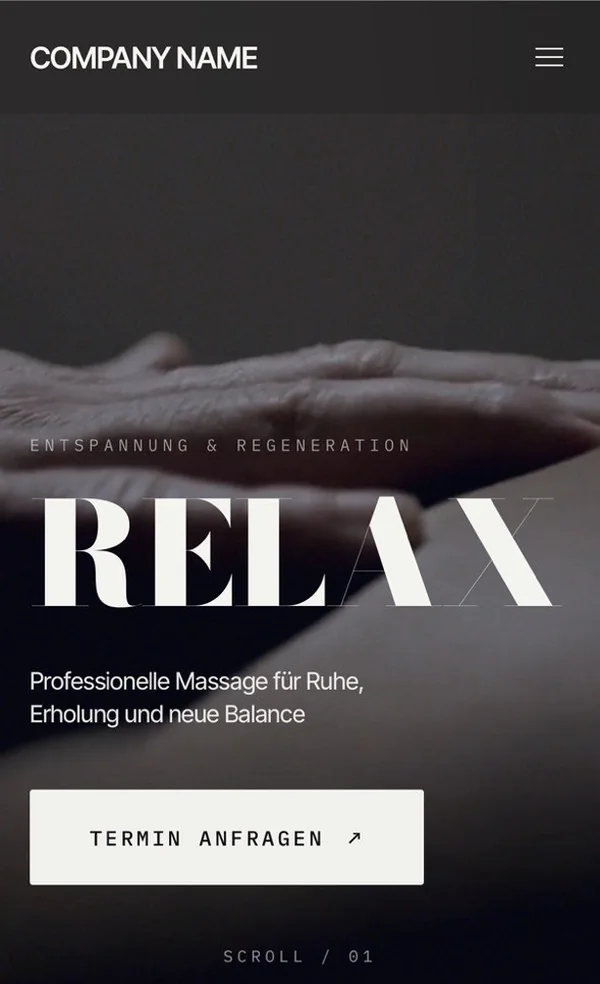 COMPANY NAME
ENTSPANNUNG & REGENERATION
RELAX
Professionelle Massage für Ruhe,
Erholung und neue Balance
TERMIN ANFRAGEN ↗
SCROLL / 01